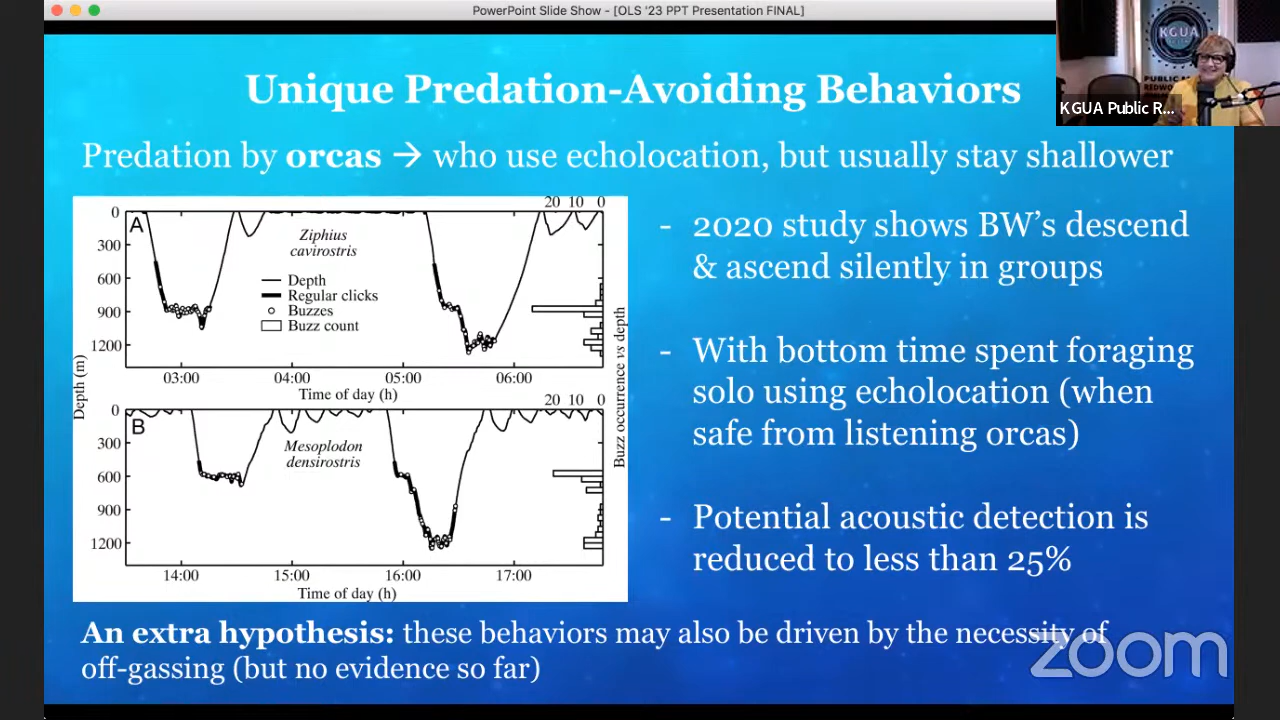 PowerPoint Slide Show - [OLS '23 PPT Presentation FINAL]
KGUA
PUBLIC
REDWO
KGUA Public R...
Unique Predation-Avoiding Behaviors
Predation by orcas → who use echolocation, but usually stay shallower
20 10 0
0
A
300
600
900
1200
Ziphius
cavirostris
Depth
Regular clicks
Buzzes
Buzz count
03:00 04:00 05:00 06:00
Time of day (h)
Depth (m)
Buzz occurrence vs depth
20 10 0
0
B
300
600
900
1200
Mesoplodon
densirostris
14:00 15:00 16:00 17:00
Time of day (h)
- 2020 study shows BW's descend
& ascend silently in groups
- With bottom time spent foraging
solo using echolocation (when
safe from listening orcas)
- Potential acoustic detection is
reduced to less than 25%
An extra hypothesis: these behaviors may also be driven by the necessity of
off-gassing (but no evidence so far)
zoom